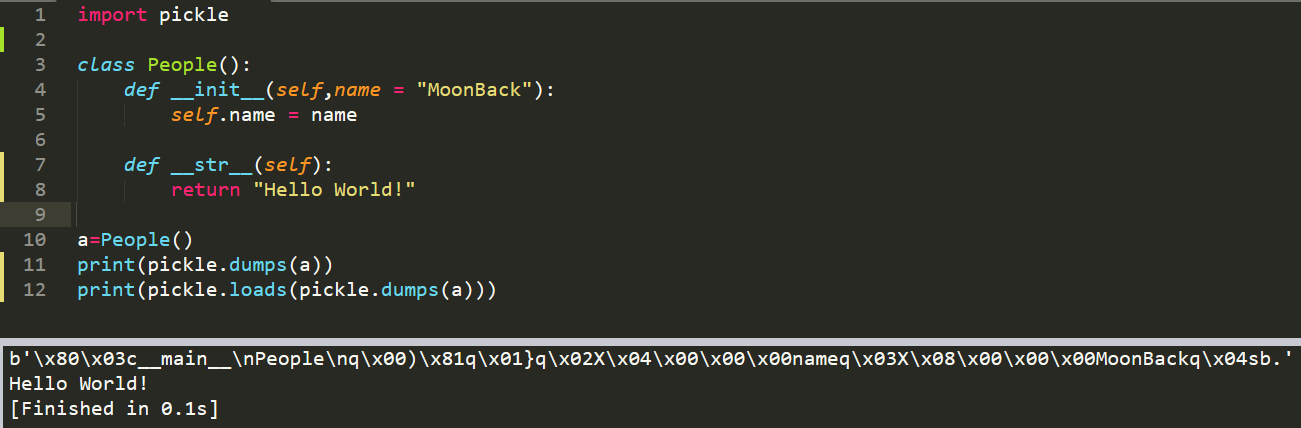 1 import pickle
2
3 class People():
4     def __init__(self,name = "MoonBack"):
5         self.name = name
6
7     def __str__(self):
8         return "Hello World!"
9
10 a=People()
11 print(pickle.dumps(a))
12 print(pickle.loads(pickle.dumps(a)))
b'\x80\x03c__main__\nPeople\nq\x00)\x81q\x01}q\x02X\x04\x00\x00\x00nameq\x03X\x08\x00\x00\x00MoonBackq\x04sb.'
Hello World!
[Finished in 0.1s]